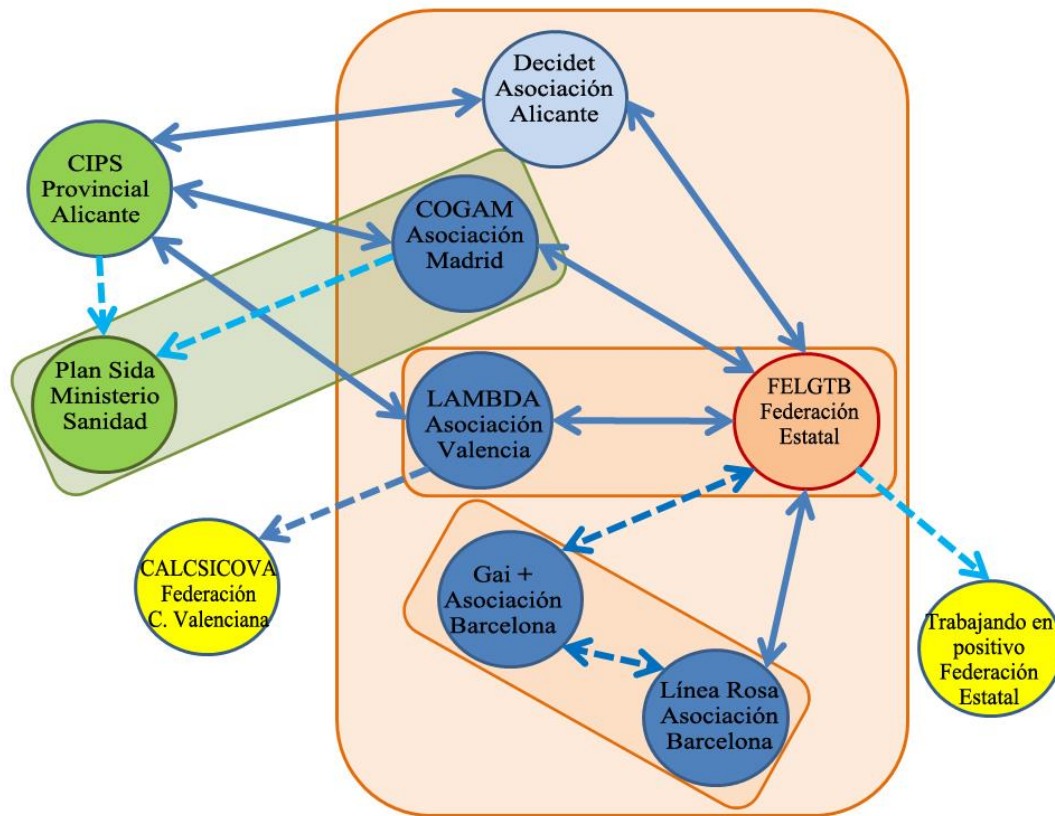 Decidet
Asociación
Alicante
CIPS
Provincial
Alicante
COGAM
Asociación
Madrid
Plan Sida
Ministerio
Sanidad
LAMBDA
Asociación
Valencia
FELGTB
Federación
Estatal
CALCSICOVA
Federación
C. Valenciana
Gai +
Asociación
Barcelona
Línea Rosa
Asociación
Barcelona
Trabajando en
positivo
Federación
Estatal